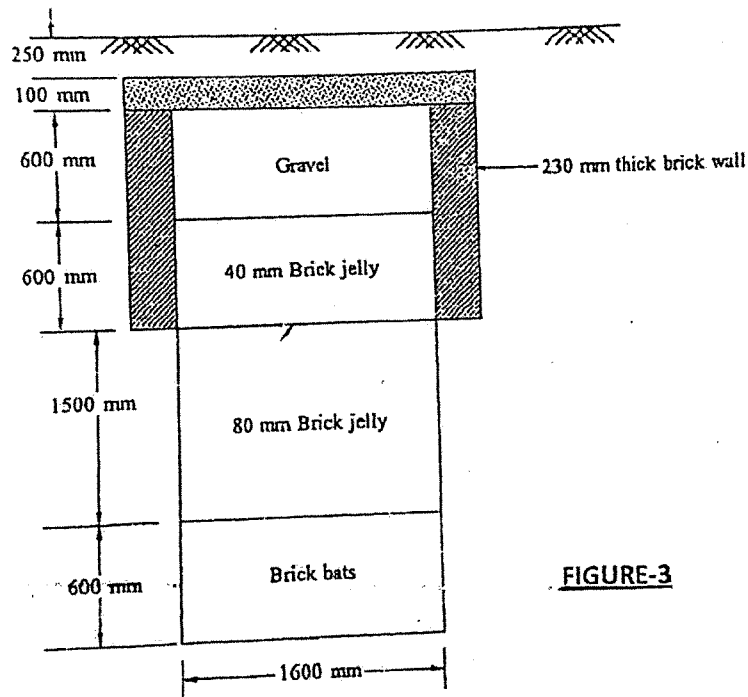 250 mm
100 mm
600 mm
Gravel
230 mm thick brick wall
600 mm
40 mm Brick jelly
1500 mm
80 mm Brick jelly
600 mm
Brick bats
FIGURE-3
1600 mm